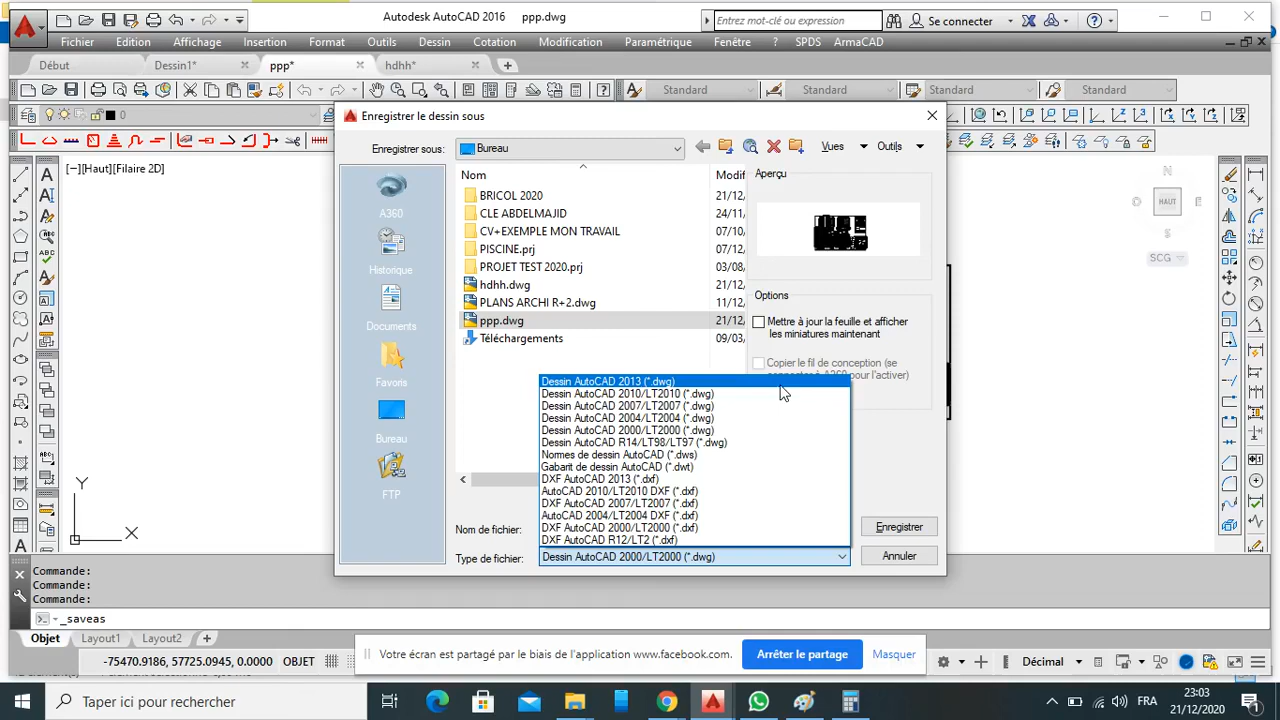 Autodesk AutoCAD 2016 ppp.dwg
Entrez mot-clé ou expression
Se connecter
Fichier Edition Affichage Insertion Format Outils Dessin Cotation Modification Paramétrique Fenêtre ? SPDS ArmaCAD
Début Dessin1* ppp* hdhh*
Standard Standard Standard Standard
0
[−][Haut][Filaire 2D]
Enregistrer le dessin sous
Enregistrer sous: Bureau Vues Outils
Nom Modif Aperçu
BRICOL 2020 21/12,
CLE ABDELMAJID 24/11,
CV+EXEMPLE MON TRAVAIL 07/10,
PISCINE.prj 07/12,
PROJET TEST 2020.prj 03/08,
hdhh.dwg 21/12,
PLANS ARCHI R+2.dwg 11/12,
ppp.dwg 21/12,
Téléchargements 09/03,
A360
Historique
Documents
Favoris
Bureau
FTP
Options
Mettre à jour la feuille et afficher
les miniatures maintenant
Copier le fil de conception (se
pour l'activer)
Dessin AutoCAD 2013 (*.dwg)
Dessin AutoCAD 2010/LT2010 (*.dwg)
Dessin AutoCAD 2007/LT2007 (*.dwg)
Dessin AutoCAD 2004/LT2004 (*.dwg)
Dessin AutoCAD 2000/LT2000 (*.dwg)
Dessin AutoCAD R14/LT98/LT97 (*.dwg)
Normes de dessin AutoCAD (*.dws)
Gabarit de dessin AutoCAD (*.dwt)
DXF AutoCAD 2013 (*.dxf)
AutoCAD 2010/LT2010 DXF (*.dxf)
DXF AutoCAD 2007/LT2007 (*.dxf)
AutoCAD 2004/LT2004 DXF (*.dxf)
DXF AutoCAD 2000/LT2000 (*.dxf)
DXF AutoCAD R12/LT2 (*.dxf)
Nom de fichier: Enregistrer
Type de fichier: Dessin AutoCAD 2000/LT2000 (*.dwg) Annuler
N
O HAUT E
S
SCG
Y
X
Commande:
Commande:
Commande:
_saveas
Objet Layout1 Layout2 +
Votre écran est partagé par le biais de l'application www.facebook.com. Arrêter le partage Masquer
-75470.9186, 57725.0945, 0.0000 OBJET Décimal
Taper ici pour rechercher
FRA
23:03
21/12/2020
1